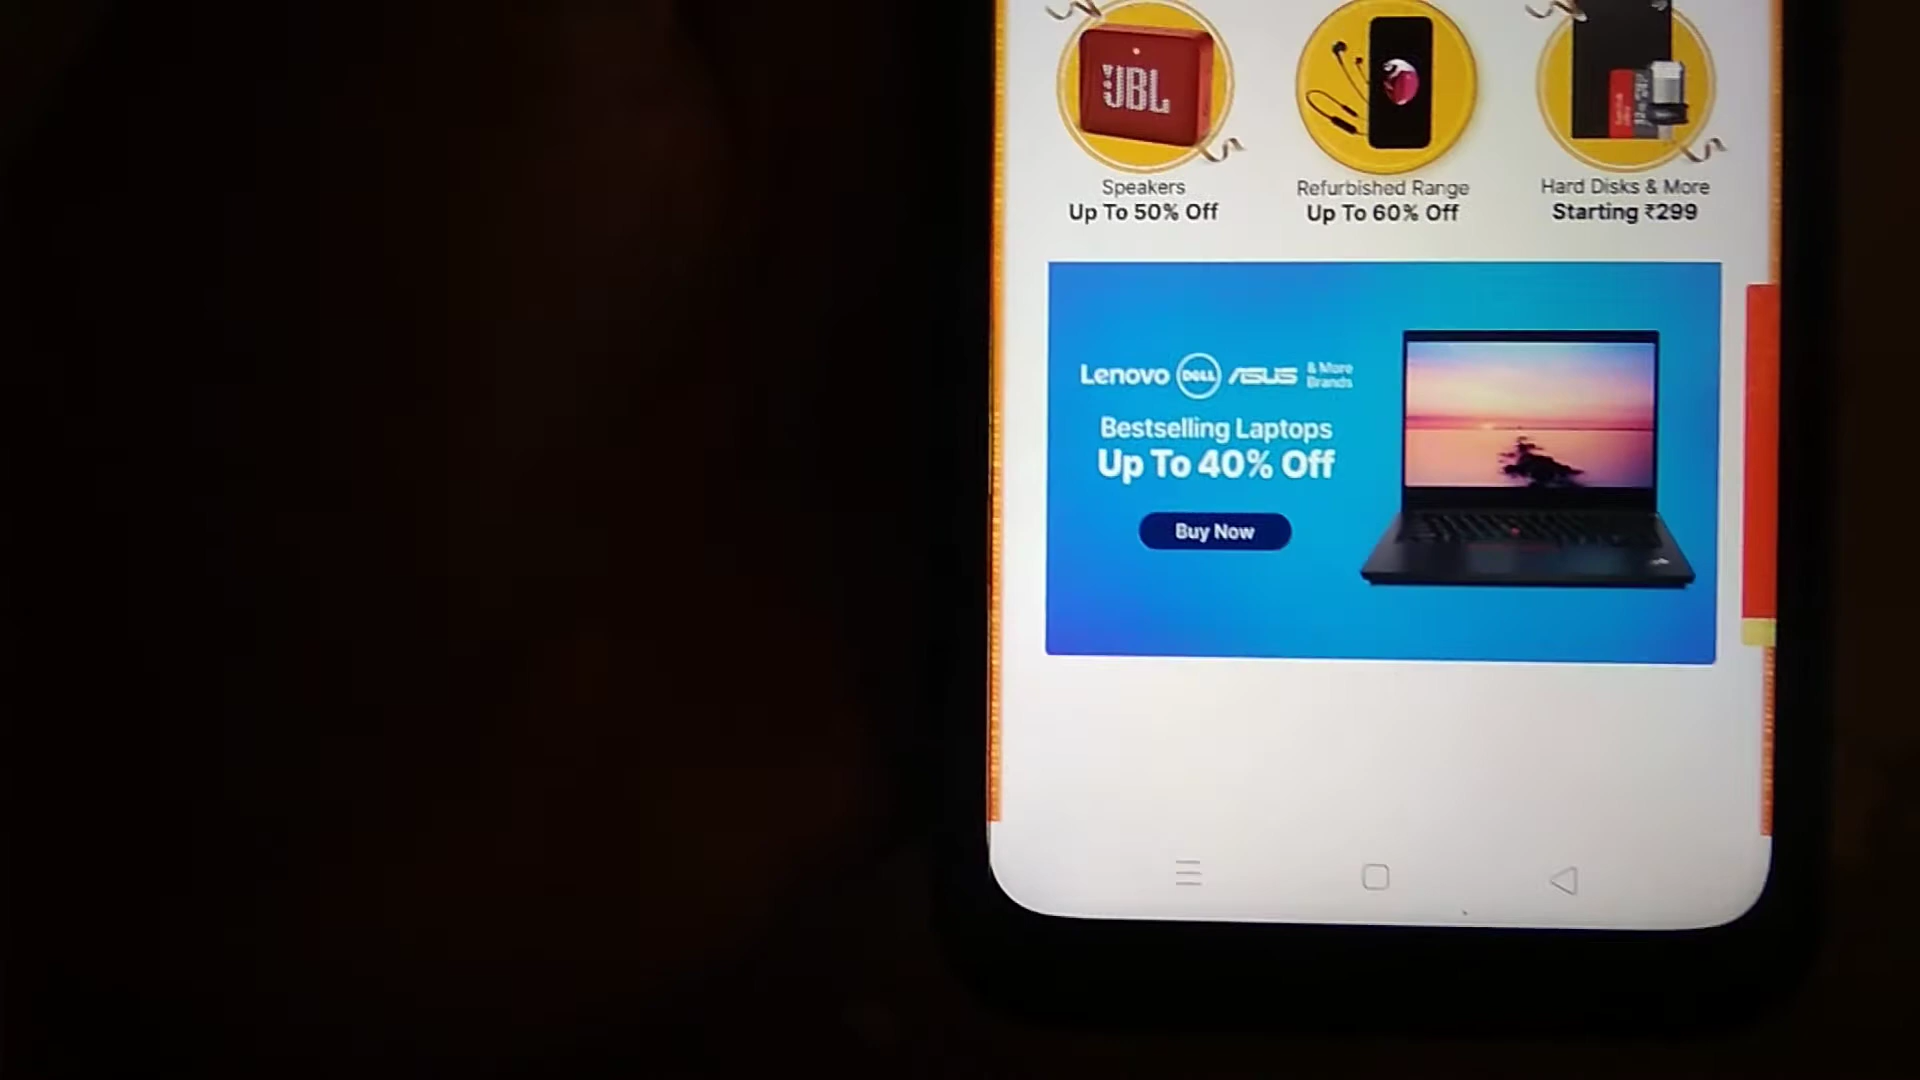 JBL
Speakers
Up To 50% Off
Refurbished Range
Up To 60% Off
Hard Disks & More
Starting ₹299
Lenovo DELL ASUS & More Brands
Bestselling Laptops
Up To 40% Off
Buy Now